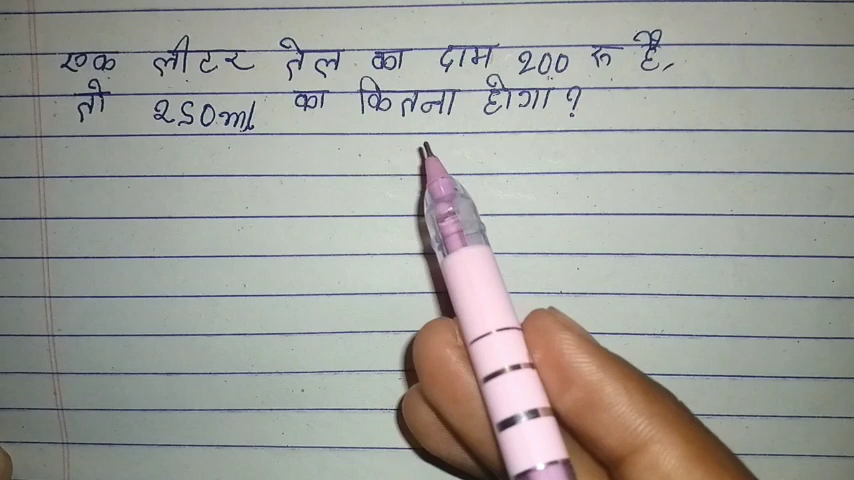 एक लीटर तेल का दाम 200 रु है,
तो 250ml का कितना होगा?